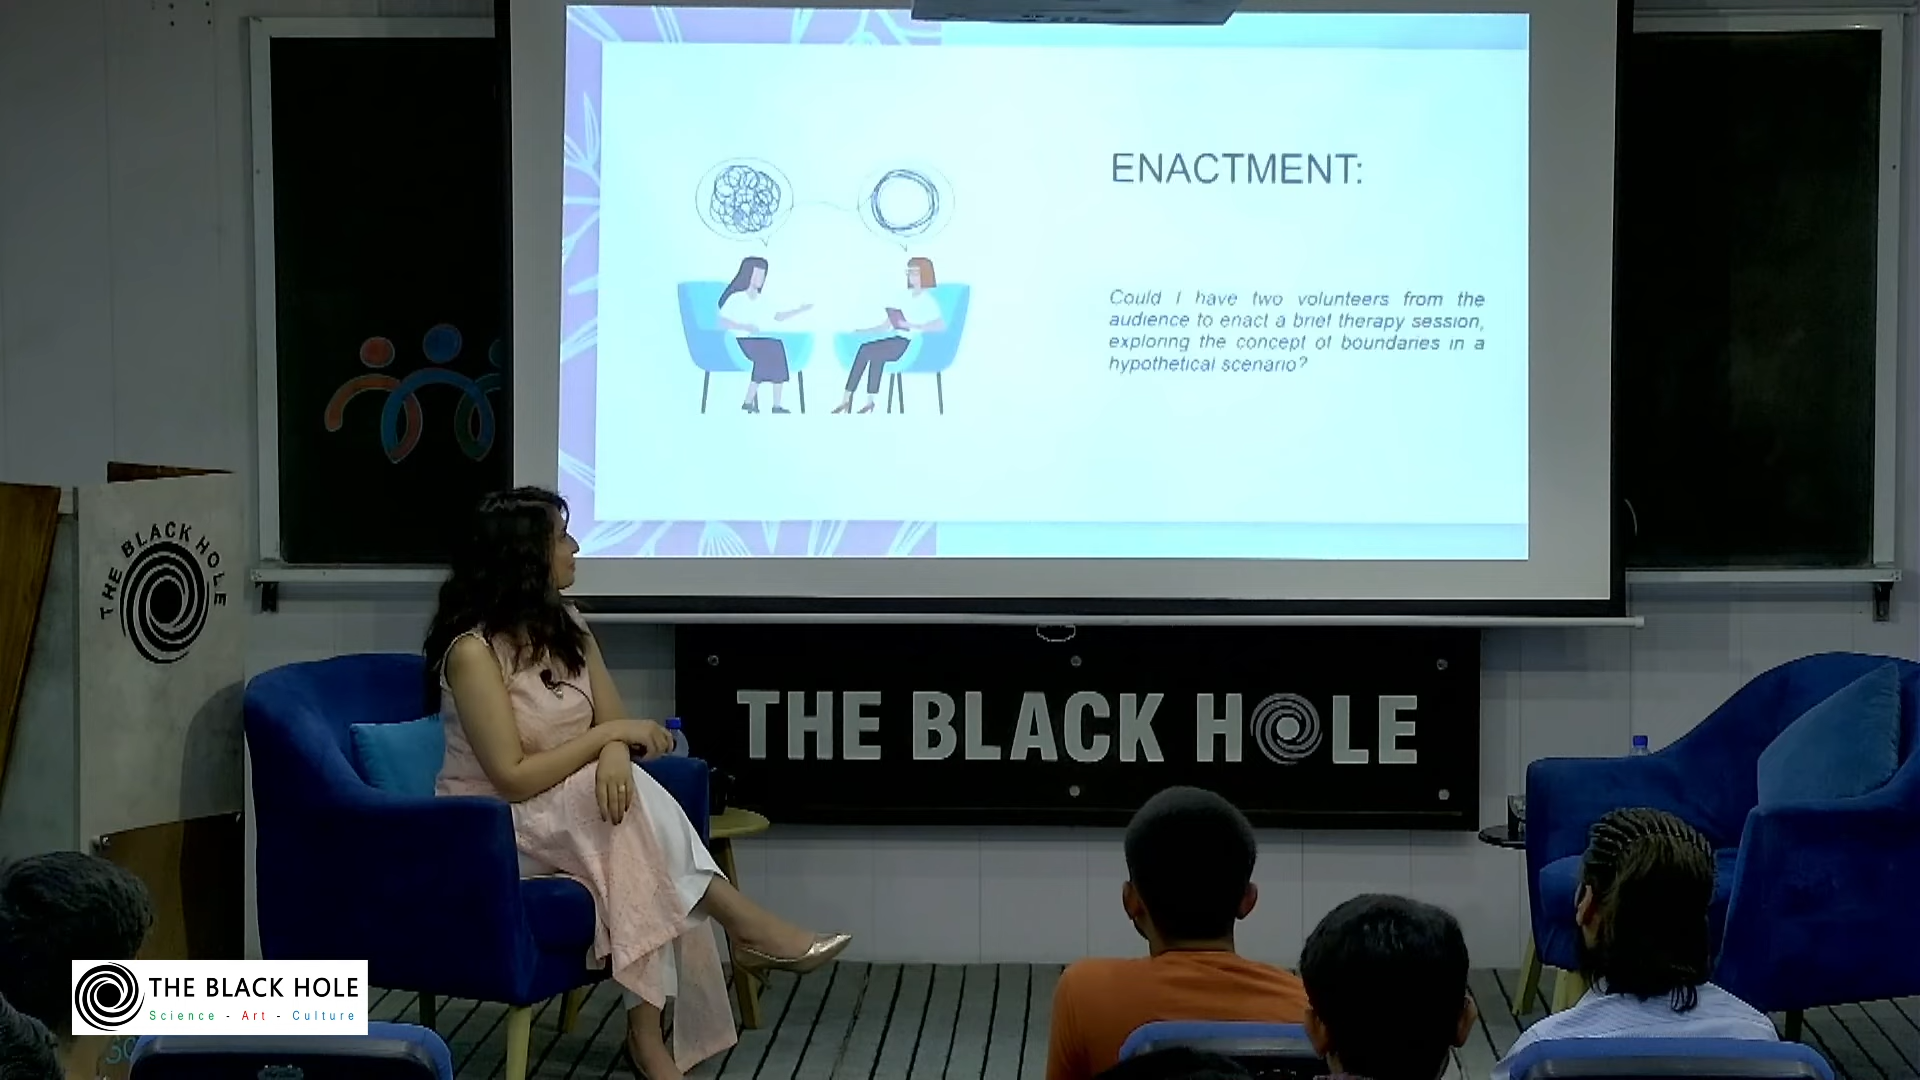 ENACTMENT:
Could I have two volunteers from the
audience to enact a brief therapy session,
exploring the concept of boundaries in a
hypothetical scenario?
THE BLACK HOLE
THE BLACK HOLE
THE BLACK HOLE
Science - Art - Culture